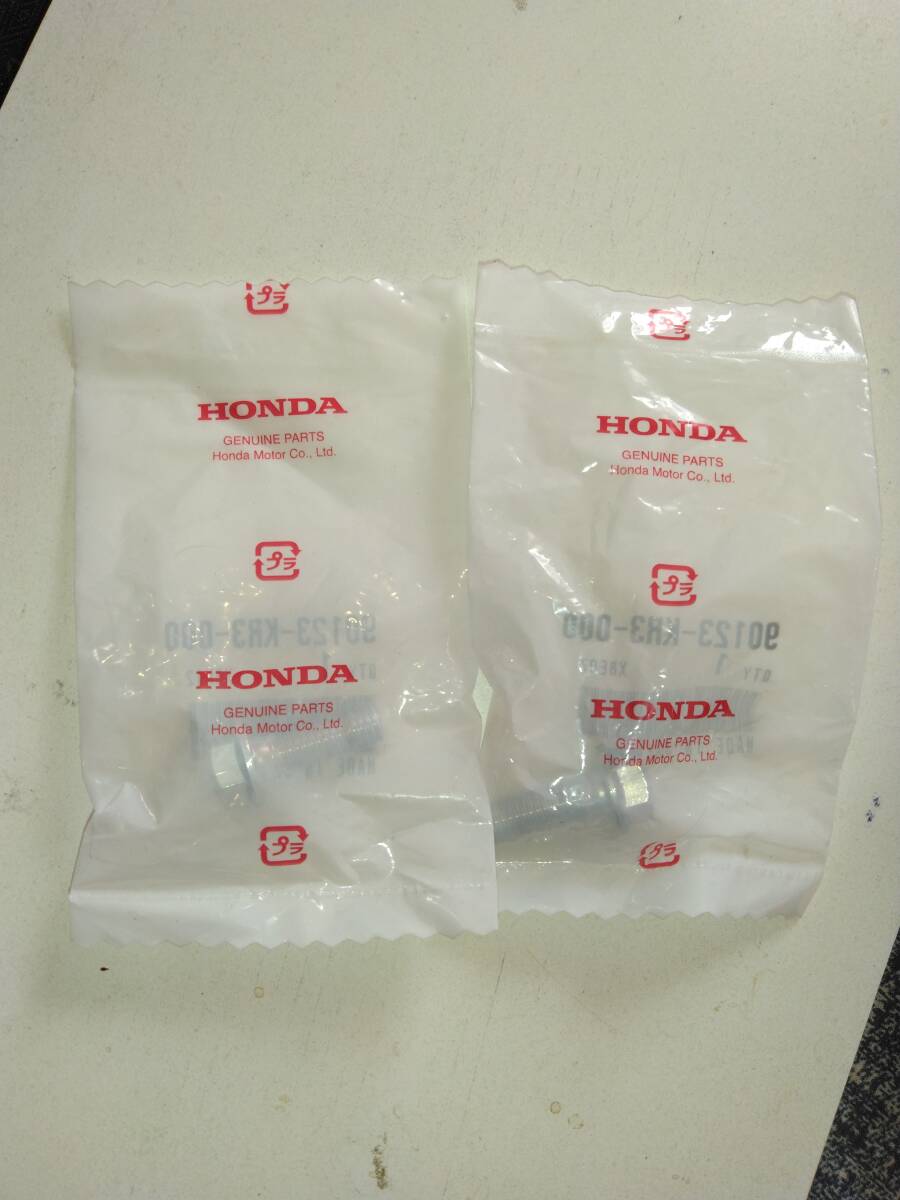 プラ
HONDA
GENUINE PARTS
Honda Motor Co., Ltd.
プラ
90123-KR3-000
HONDA
GENUINE PARTS
Honda Motor Co., Ltd.
プラ
プラ
HONDA
GENUINE PARTS
Honda Motor Co., Ltd.
プラ
90123-KR3-000
QTY 1
HONDA
GENUINE PARTS
Honda Motor Co., Ltd.
プラ